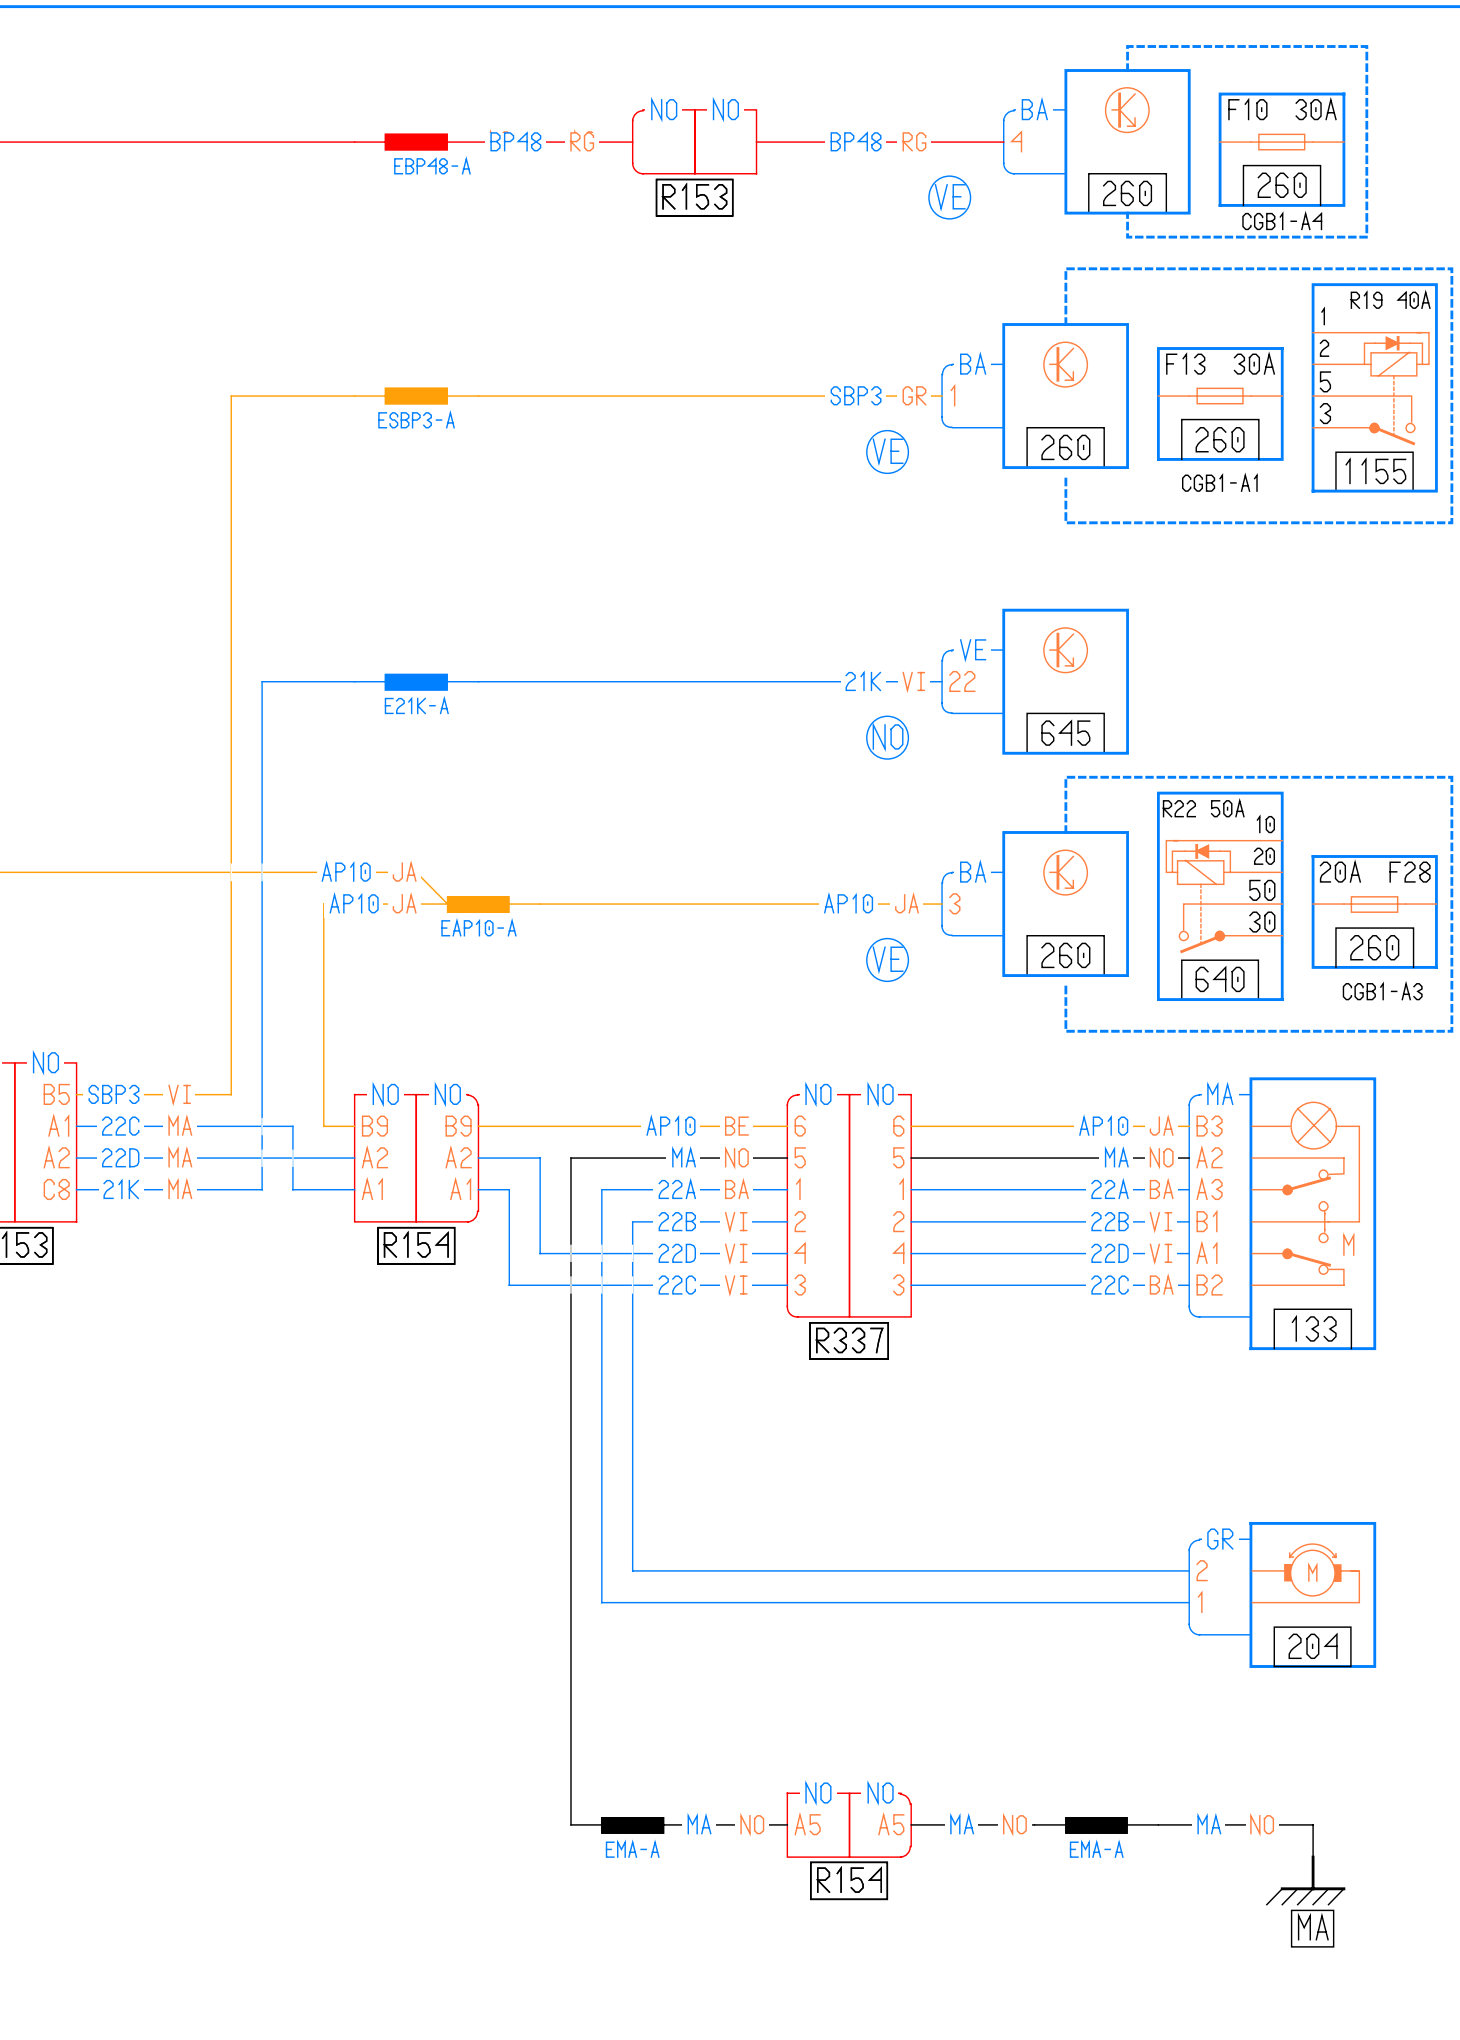 NO NO BA F10 30A
EBP48-A BP48 RG BP48 RG 4
R153 VE 260 260
CGB1-A4
R19 40A
1
2
5
3
BA F13 30A
ESBP3-A SBP3 GR 1
VE 260 260 1155
CGB1-A1
VE
E21K-A 21K VI 22
NO 645
R22 50A
10
20
50
30
AP10 JA BA 20A F28
AP10 JA EAP10-A AP10 JA 3
VE 260 640 260
CGB1-A3
NO
B5 SBP3 VI NO NO NO NO MA
A1 22C MA B9 B9 AP10 BE 6 6 AP10 JA B3
A2 22D MA A2 A2 MA NO 5 5 MA NO A2
C8 21K MA A1 A1 22A BA 1 1 22A BA A3
22B VI 2 2 22B VI B1
153 R154 22D VI 4 4 22D VI A1 M
22C VI 3 3 22C BA B2
R337 133
GR
2 M
1
204
NO NO
EMA-A MA NO A5 A5 MA NO EMA-A MA NO
R154
MA